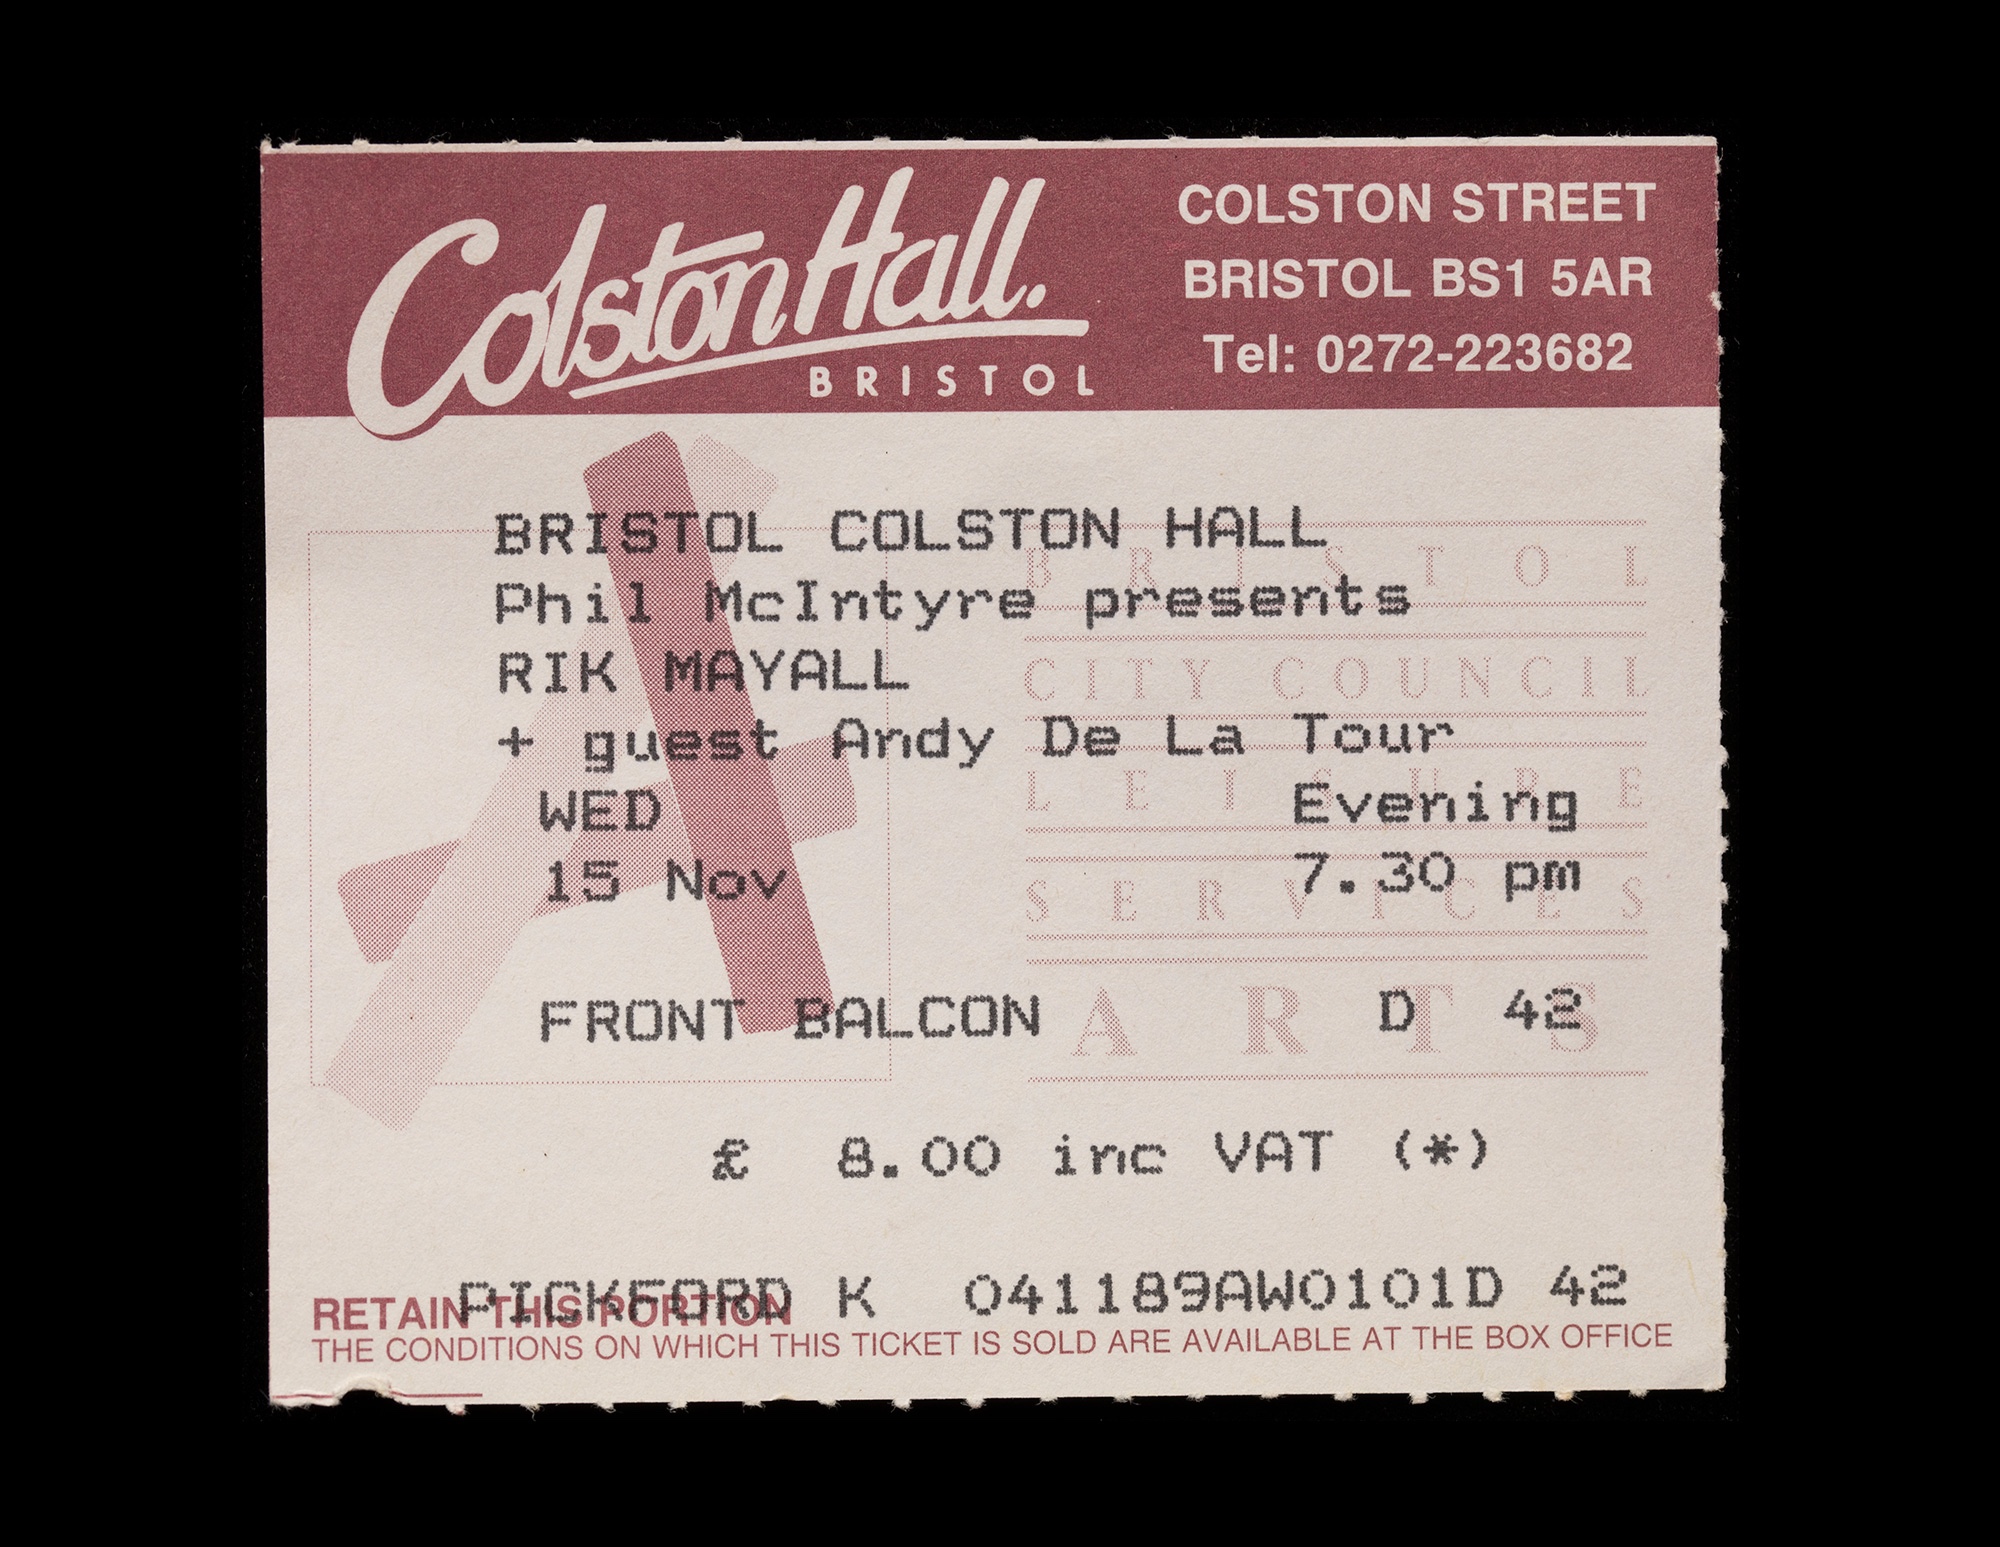 Colston Hall.
BRISTOL
COLSTON STREET
BRISTOL BS1 5AR
Tel: 0272-223682
BRISTOL COLSTON HALL
Phil McIntyre presents
RIK MAYALL
+ guest Andy De La Tour
WED Evening
15 Nov 7.30 pm
FRONT BALCON D 42
£ 8.00 inc VAT (*)
BRISTOL
CITY COUNCIL
LEISURE
SERVICES
ARTS
PICKFORD K 041189AW0101D 42
RETAIN THIS PORTION
THE CONDITIONS ON WHICH THIS TICKET IS SOLD ARE AVAILABLE AT THE BOX OFFICE